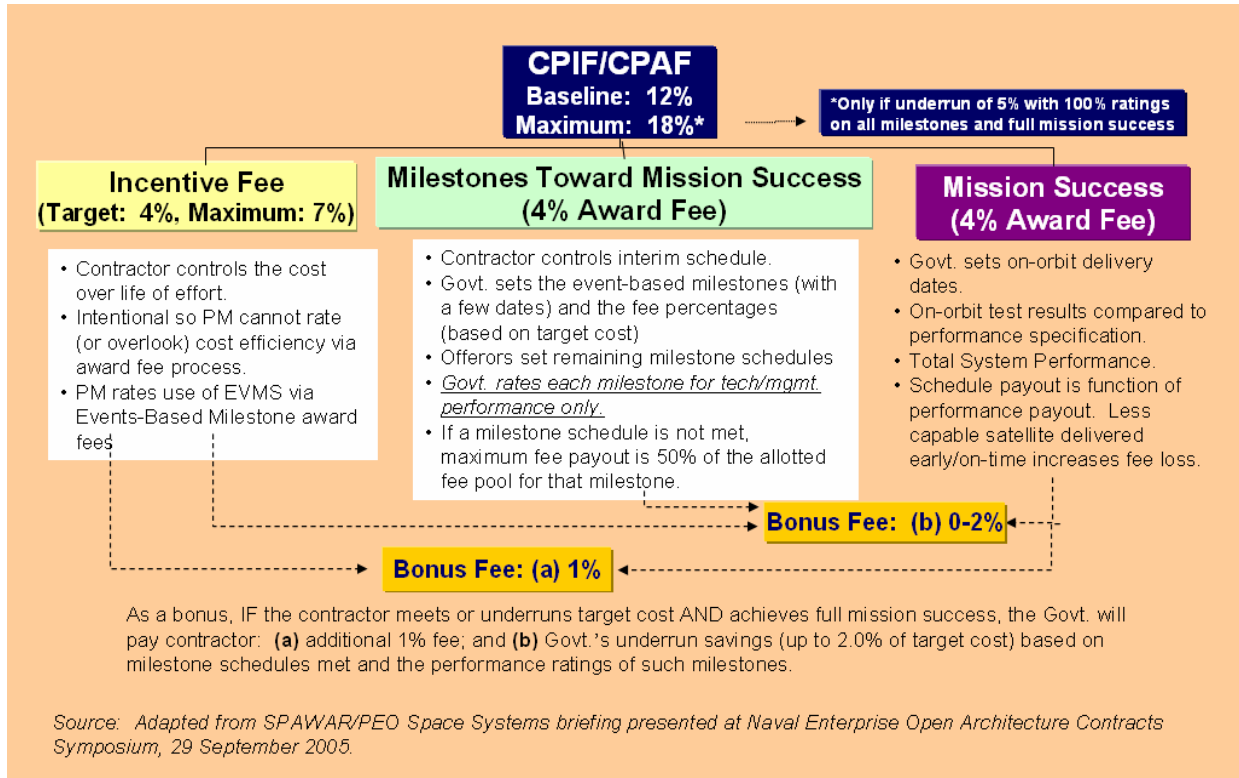 CPIF/CPAF
Baseline: 12%
Maximum: 18%*
*Only if underrun of 5% with 100% ratings
on all milestones and full mission success
Incentive Fee
(Target: 4%, Maximum: 7%)
• Contractor controls the cost
over life of effort.
• Intentional so PM cannot rate
(or overlook) cost efficiency via
award fee process.
• PM rates use of EVMS via
Events-Based Milestone award
fees
Milestones Toward Mission Success
(4% Award Fee)
• Contractor controls interim schedule.
• Govt. sets the event-based milestones (with
a few dates) and the fee percentages
(based on target cost)
• Offerors set remaining milestone schedules
• Govt. rates each milestone for tech/mgmt.
performance only.
• If a milestone schedule is not met,
maximum fee payout is 50% of the allotted
fee pool for that milestone.
Mission Success
(4% Award Fee)
• Govt. sets on-orbit delivery
dates.
• On-orbit test results compared to
performance specification.
• Total System Performance.
• Schedule payout is function of
performance payout. Less
capable satellite delivered
early/on-time increases fee loss.
Bonus Fee: (b) 0-2%
Bonus Fee: (a) 1%
As a bonus, IF the contractor meets or underruns target cost AND achieves full mission success, the Govt. will
pay contractor: (a) additional 1% fee; and (b) Govt.'s underrun savings (up to 2.0% of target cost) based on
milestone schedules met and the performance ratings of such milestones.
Source: Adapted from SPAWAR/PEO Space Systems briefing presented at Naval Enterprise Open Architecture Contracts
Symposium, 29 September 2005.